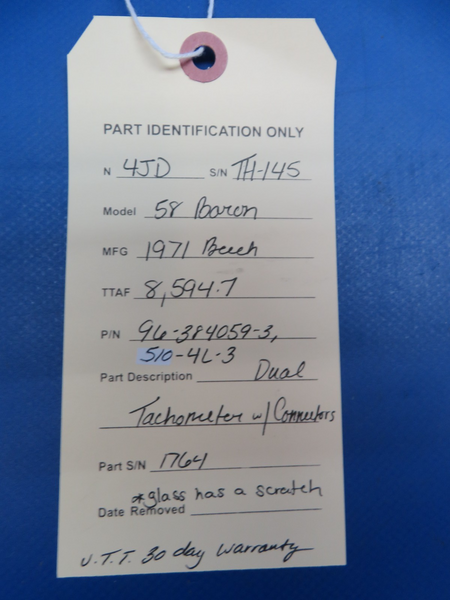 PART IDENTIFICATION ONLY
N 4JD S/N TH-145
Model 58 Baron
MFG 1971 Beech
TTAF 8,594.7
P/N 96-384059-3,
510-4L-3
Part Description Dual
Tachometer w/ Connectors
Part S/N 1764
*glass has a scratch
Date Removed
U.T.T. 30 day warranty